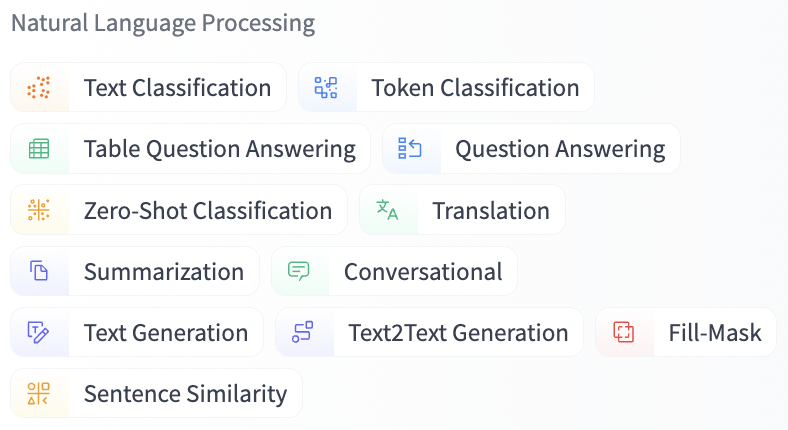 Natural Language Processing
Text Classification Token Classification
Table Question Answering Question Answering
Zero-Shot Classification Translation
Summarization Conversational
Text Generation Text2Text Generation Fill-Mask
Sentence Similarity